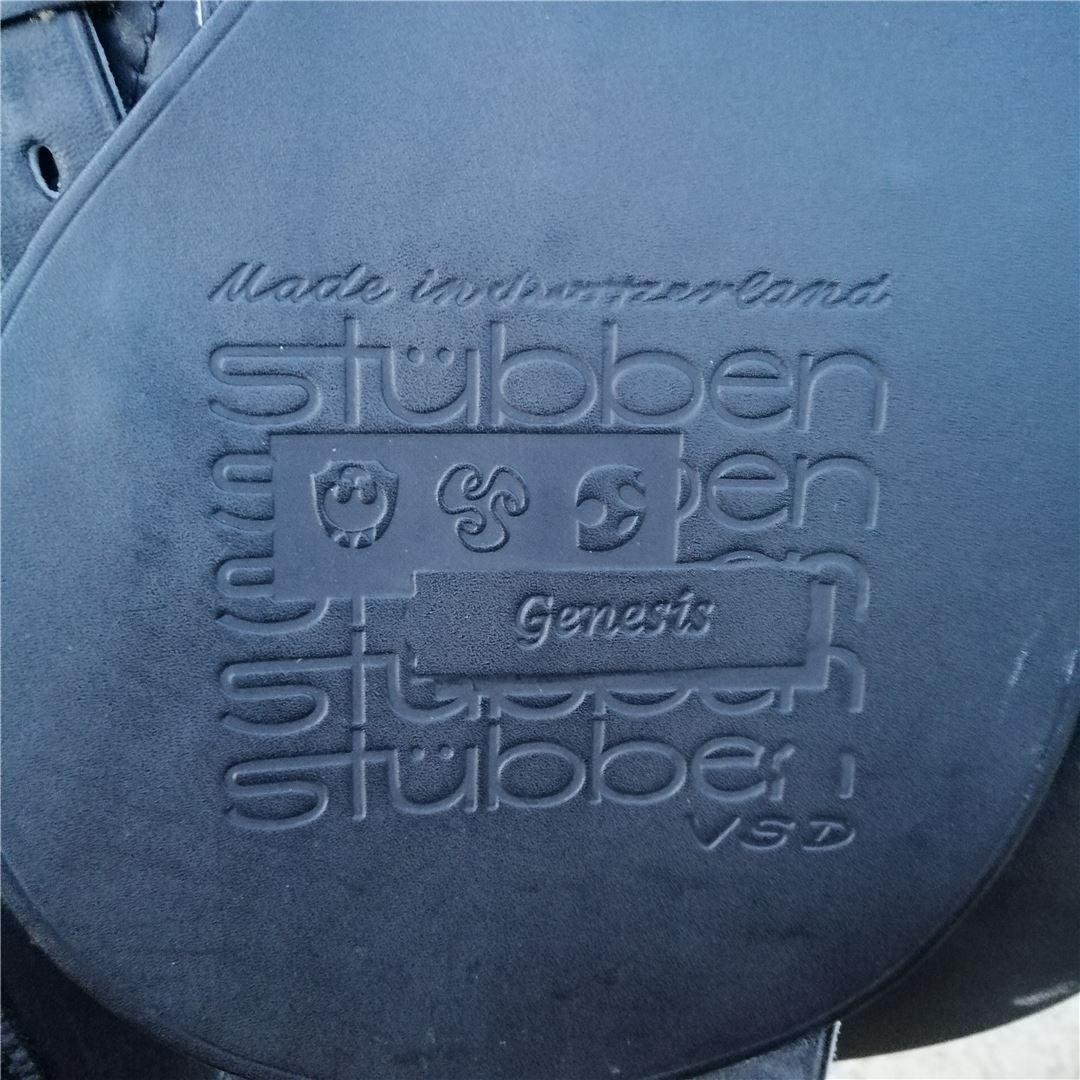 Made in Switzerland
stübben
stübben
stübben
Genesis
stübben
stübben
VSD